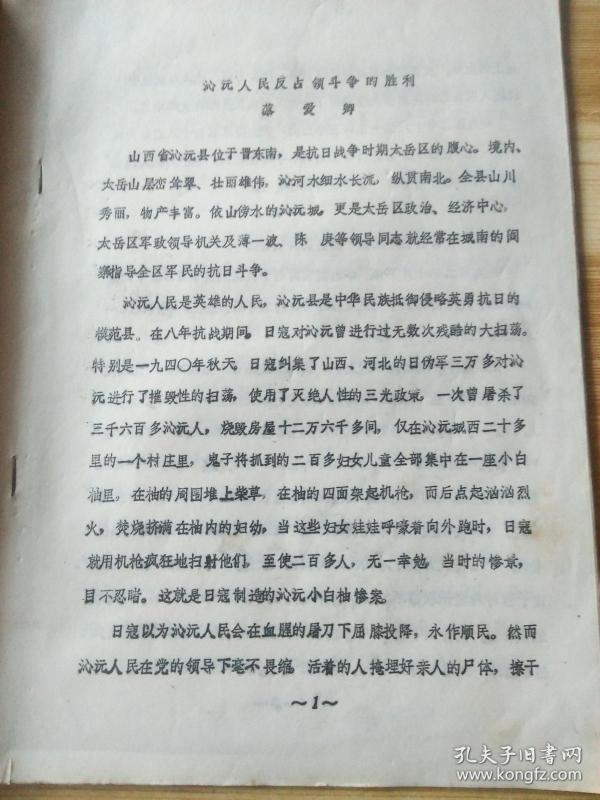 沁沅人民反占领斗争的胜利
蔡爱卿
山西省沁沅县位于晋东南，是抗日战争时期太岳区的腹心。境内、
太岳山层峦耸翠、壮丽雄伟，沁河水细水长沉，纵贯南北。全县山川
秀丽，物产丰富。依山傍水的沁沅城，更是太岳区政治、经济中心，
太岳区军政领导机关及薄一波、陈 赓等领导同志就经常在城南的阎
寨指导全区军民的抗日斗争。
沁沅人民是英雄的人民，沁沅县是中华民族抵御侵略英勇抗日的
模范县。在八年抗战期间，日寇对沁沅曾进行过无数次残酷的大扫荡。
特别是一九四〇年秋天，日寇纠集了山西、河北的日伪军三万多对沁
沅进行了摧毁性的扫荡，使用了灭绝人性的三光政策，一次曾屠杀了
三千六百多沁沅人，烧毁房屋十二万六千多间，仅在沁沅城西二十多
里的一个村庄里，鬼子将抓到的二百多妇女儿童全部集中在一座小白
柚里，在柚的周围堆上柴草，在柚的四面架起机枪，而后点起汹汹烈
火，焚烧挤满在柚内的妇幼，当这些妇女娃娃呼嚎着向外跑时，日寇
就用机枪疯狂地扫射他们，至使二百多人，无一幸勉，当时的惨景，
目不忍睹。这就是日寇制造的沁沅小白柚惨案。
日寇以为沁沅人民会在血腥的屠刀下屈膝投降，永作顺民。然而
沁沅人民在党的领导下毫不畏缩，活着的人掩埋好亲人的尸体，擦干
～1～
孔夫子旧书网
www.kongfz.com